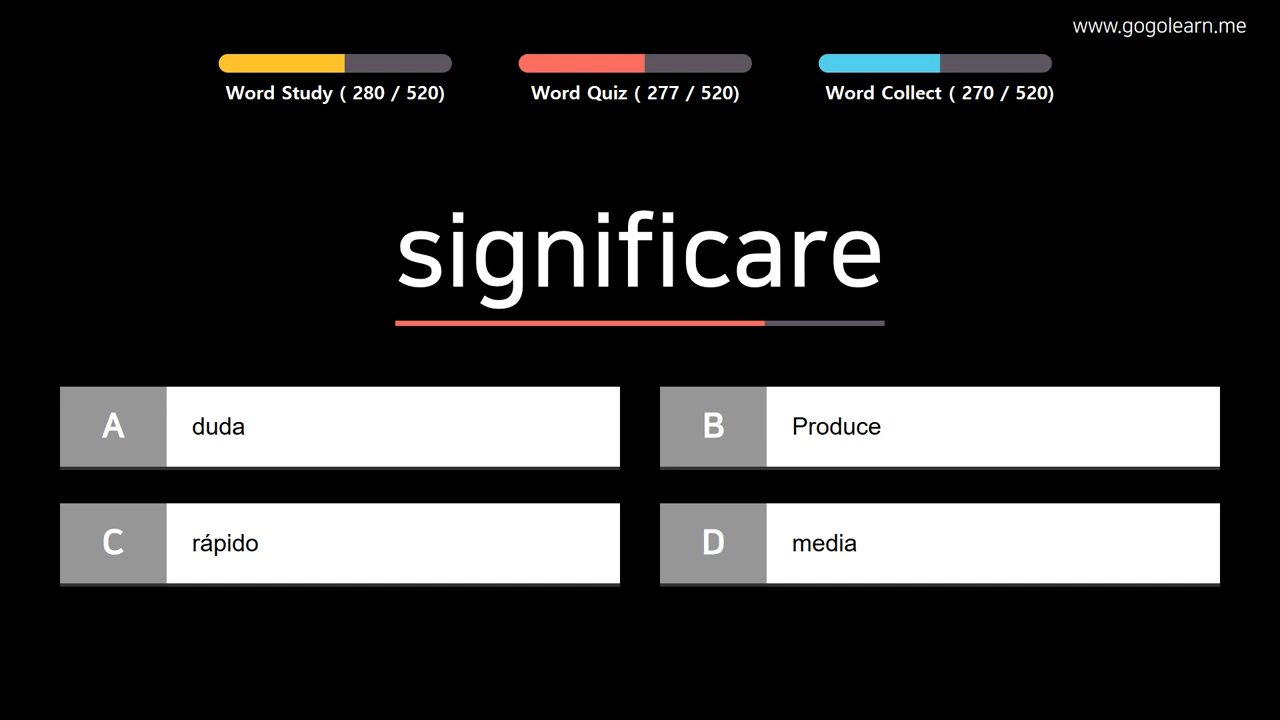 www.gogolearn.me
Word Study ( 280 / 520)
Word Quiz ( 277 / 520)
Word Collect ( 270 / 520)
significare
A duda
B Produce
C rápido
D media